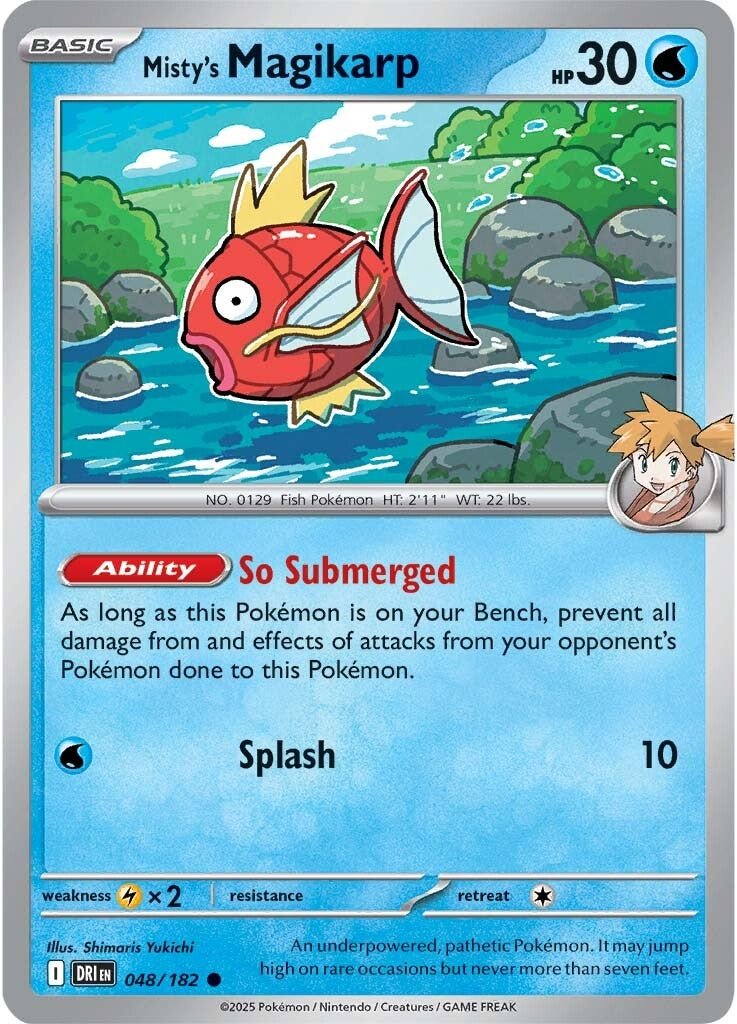 BASIC
Misty's Magikarp
HP 30
NO. 0129 Fish Pokémon HT: 2'11" WT: 22 lbs.
Ability So Submerged
As long as this Pokémon is on your Bench, prevent all
damage from and effects of attacks from your opponent's
Pokémon done to this Pokémon.
Splash 10
weakness ×2 resistance retreat
Illus. Shimaris Yukichi
An underpowered, pathetic Pokémon. It may jump
high on rare occasions but never more than seven feet.
I DRI EN 048/182
©2025 Pokémon / Nintendo / Creatures / GAME FREAK